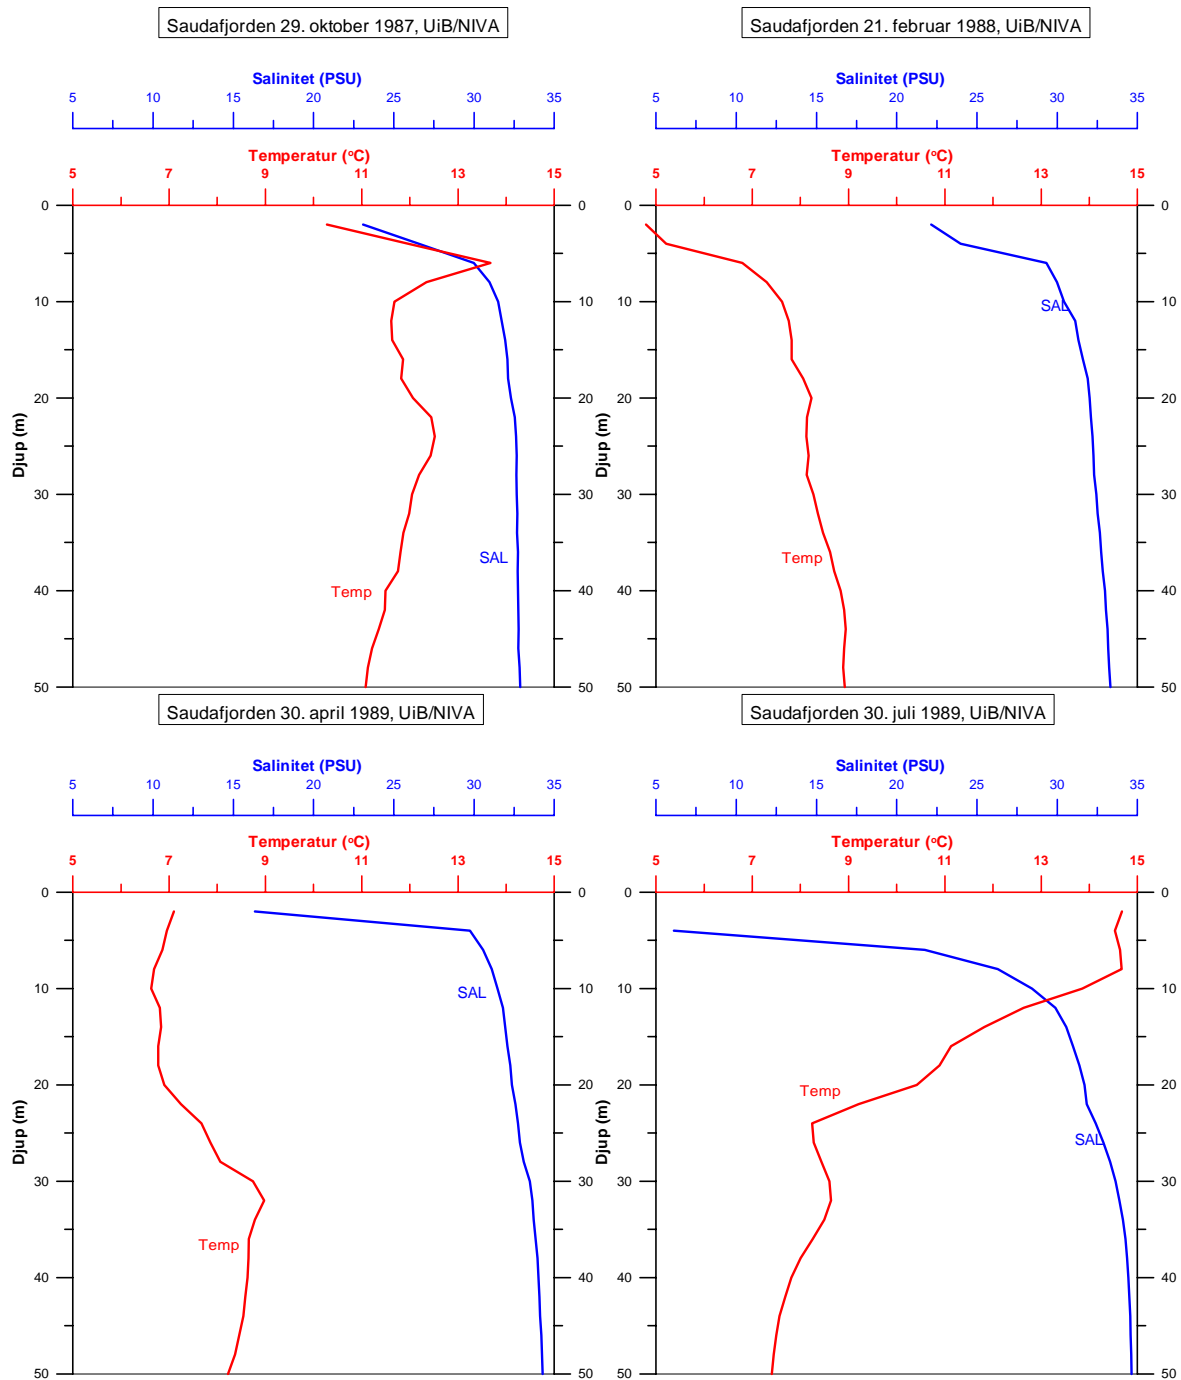 Saudafjorden 29. oktober 1987, UiB/NIVA
Salinitet (PSU)
5 10 15 20 25 30 35
Temperatur (°C)
5 7 9 11 13 15
0 0
10 10
20 20
Djup (m)
30 30
SAL
40 40
Temp
50 50
Saudafjorden 21. februar 1988, UiB/NIVA
Salinitet (PSU)
5 10 15 20 25 30 35
Temperatur (°C)
5 7 9 11 13 15
0 0
10 10
SAL
20 20
Djup (m)
30 30
Temp
40 40
50 50
Saudafjorden 30. april 1989, UiB/NIVA
Salinitet (PSU)
5 10 15 20 25 30 35
Temperatur (°C)
5 7 9 11 13 15
0 0
10 10
SAL
20 20
Djup (m)
30 30
Temp
40 40
50 50
Saudafjorden 30. juli 1989, UiB/NIVA
Salinitet (PSU)
5 10 15 20 25 30 35
Temperatur (°C)
5 7 9 11 13 15
0 0
10 10
20 20
Temp
Djup (m)
SAL
30 30
40 40
50 50